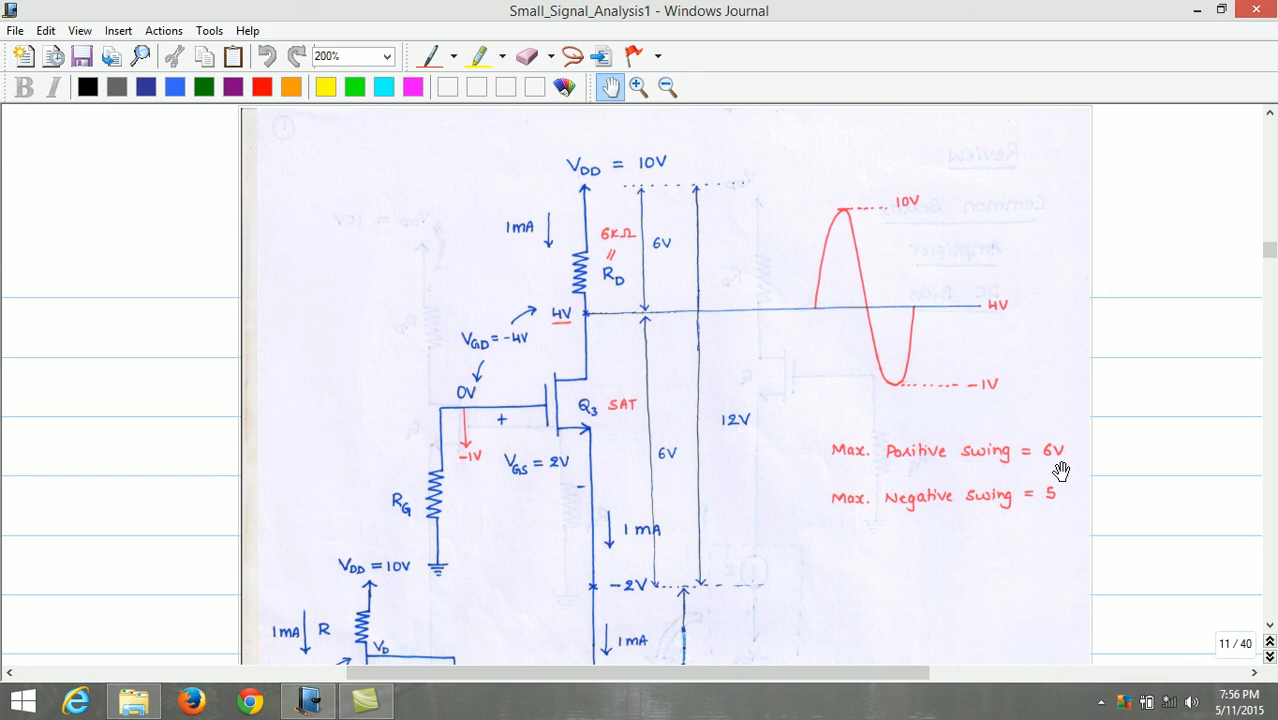 Small_Signal_Analysis1 - Windows Journal
File Edit View Insert Actions Tools Help
200%
B I
Review
VDD = 10V
10V
1mA
6KΩ
6V
=
RD
4V
4V
VGD = -4V
0V
-1V
Q3 SAT
12V
+
-1V
VGS = 2V
6V
Max. Positive swing = 6V
RG
-
Max. Negative swing = 5
1mA
VDD = 10V
-2V
1mA R
1mA
VD
11 / 40
7:56 PM
5/11/2015